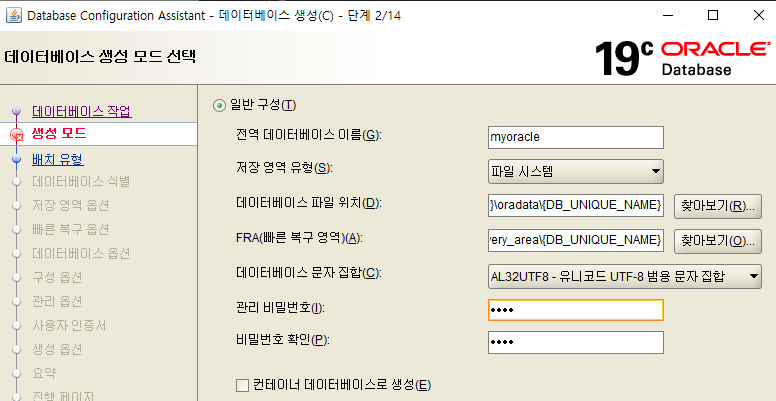 Database Configuration Assistant - 데이터베이스 생성(C) - 단계 2/14
데이터베이스 생성 모드 선택
19c ORACLE Database
데이터베이스 작업
생성 모드
배치 유형
데이터베이스 식별
저장 영역 옵션
빠른 복구 옵션
데이터베이스 옵션
구성 옵션
관리 옵션
사용자 인증서
생성 옵션
요약
진행 페이지
일반 구성(T)
전역 데이터베이스 이름(G): myoracle
저장 영역 유형(S): 파일 시스템
데이터베이스 파일 위치(D): }\oradata\{DB_UNIQUE_NAME} 찾아보기(R)...
FRA(빠른 복구 영역)(A): very_area\{DB_UNIQUE_NAME} 찾아보기(O)...
데이터베이스 문자 집합(C): AL32UTF8 - 유니코드 UTF-8 범용 문자 집합
관리 비밀번호(I): ••••
비밀번호 확인(P): ••••
컨테이너 데이터베이스로 생성(E)